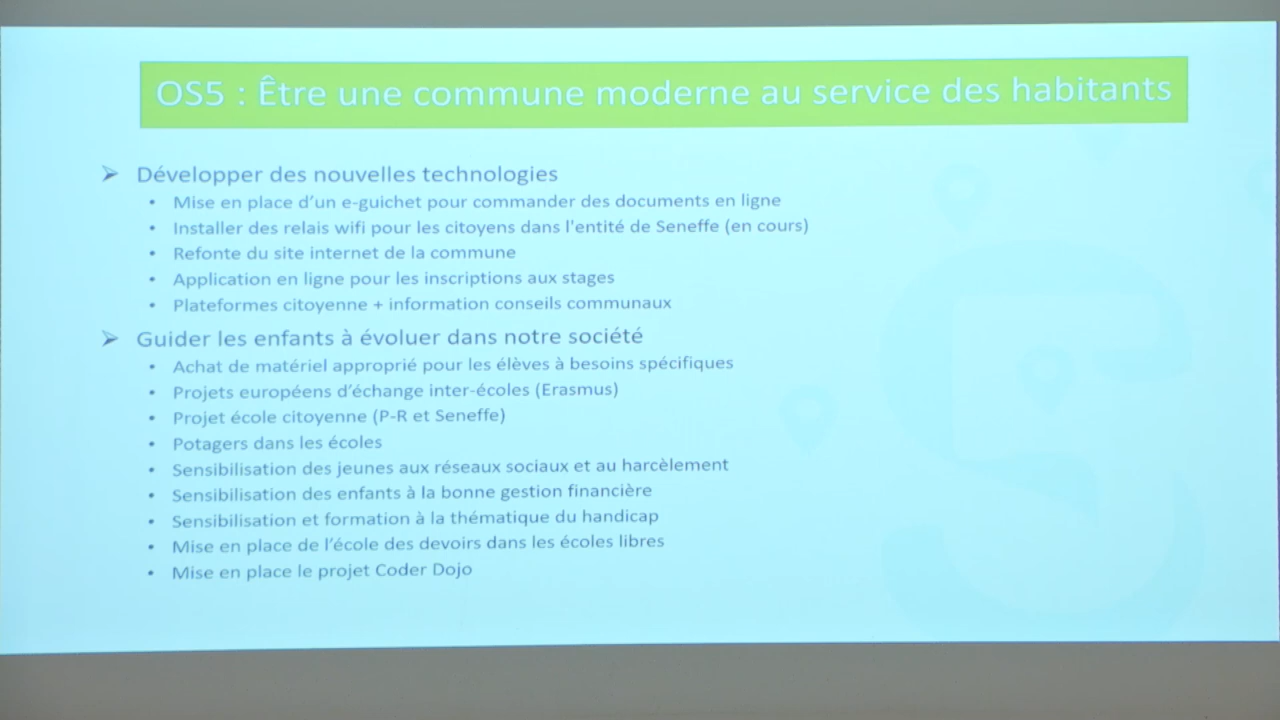 OS5 : Être une commune moderne au service des habitants
➢ Développer des nouvelles technologies
• Mise en place d'un e-guichet pour commander des documents en ligne
• Installer des relais wifi pour les citoyens dans l'entité de Seneffe (en cours)
• Refonte du site internet de la commune
• Application en ligne pour les inscriptions aux stages
• Plateformes citoyenne + information conseils communaux
➢ Guider les enfants à évoluer dans notre société
• Achat de matériel approprié pour les élèves à besoins spécifiques
• Projets européens d'échange inter-écoles (Erasmus)
• Projet école citoyenne (P-R et Seneffe)
• Potagers dans les écoles
• Sensibilisation des jeunes aux réseaux sociaux et au harcèlement
• Sensibilisation des enfants à la bonne gestion financière
• Sensibilisation et formation à la thématique du handicap
• Mise en place de l'école des devoirs dans les écoles libres
• Mise en place le projet Coder Dojo